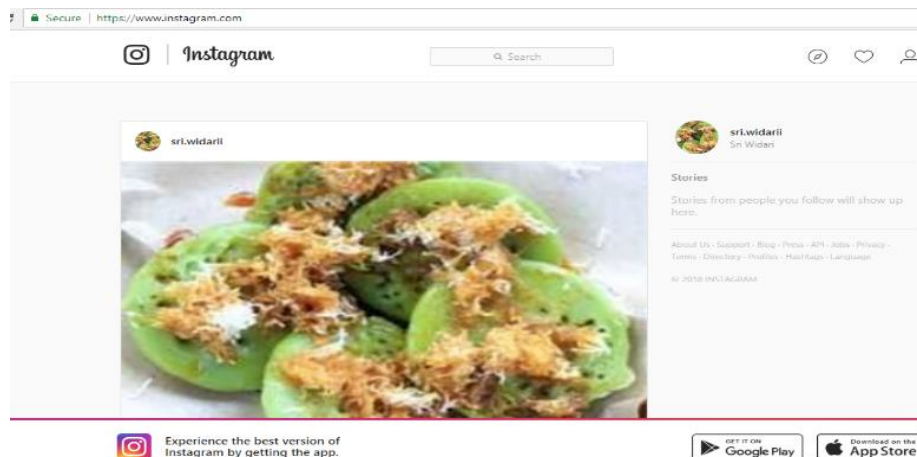 Secure | https://www.instagram.com
Instagram
Search
sri.widarii
sri.widarii
Sri Widari
Stories
Stories from people you follow will show up
here.
About Us · Support · Blog · Press · API · Jobs · Privacy ·
Terms · Directory · Profiles · Hashtags · Language
© 2018 INSTAGRAM
Experience the best version of
Instagram by getting the app.
GET IT ON
Google Play
Download on the
App Store